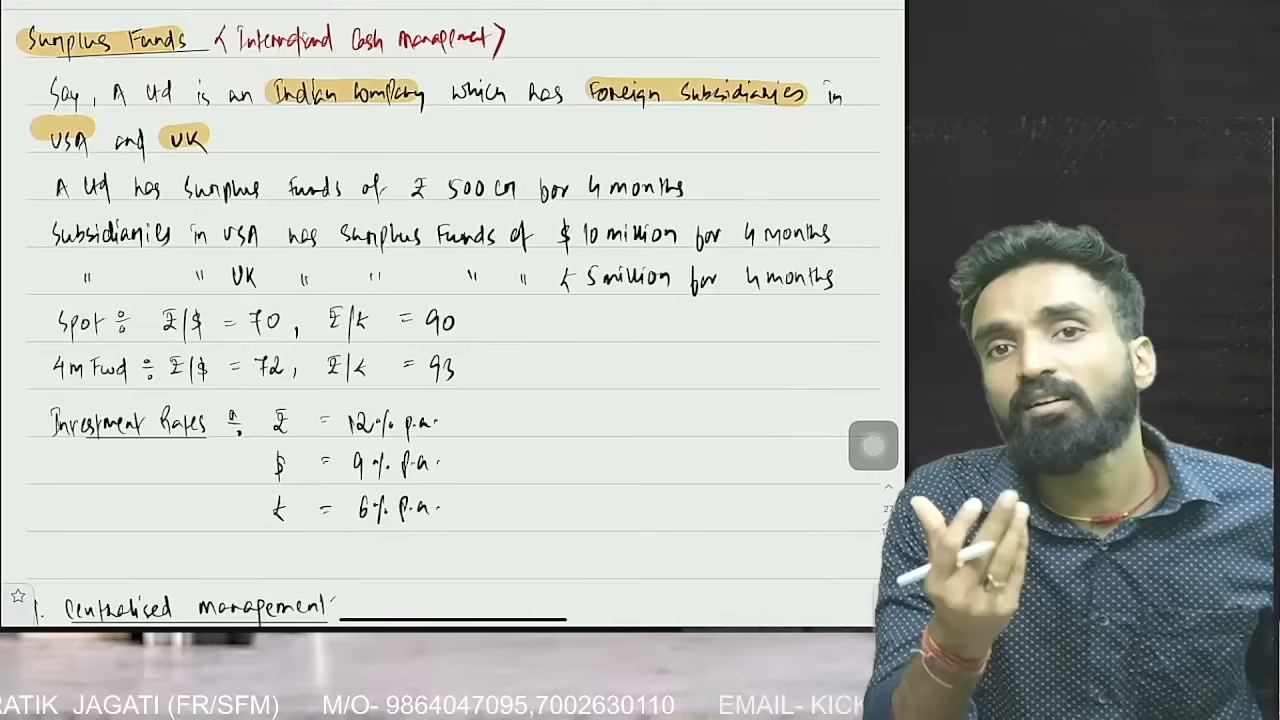 Surplus Funds (International Cash Management)
Say, A Ltd is an Indian Company which has Foreign Subsidiaries in
USA and UK
A Ltd has Surplus Funds of ₹ 500 Cr for 4 months
Subsidiaries in USA has Surplus Funds of $ 10 million for 4 months
" " UK " " " " £ 5 million for 4 months
Spot : ₹/$ = 70, ₹/£ = 90
4m Fwd : ₹/$ = 72, ₹/£ = 93
Investment Rates : ₹ = 12% p.a.
$ = 9% p.a.
£ = 6% p.a.
27
1. Centralised management
RATIK JAGATI (FR/SFM) M/O- 9864047095,7002630110 EMAIL- KICK